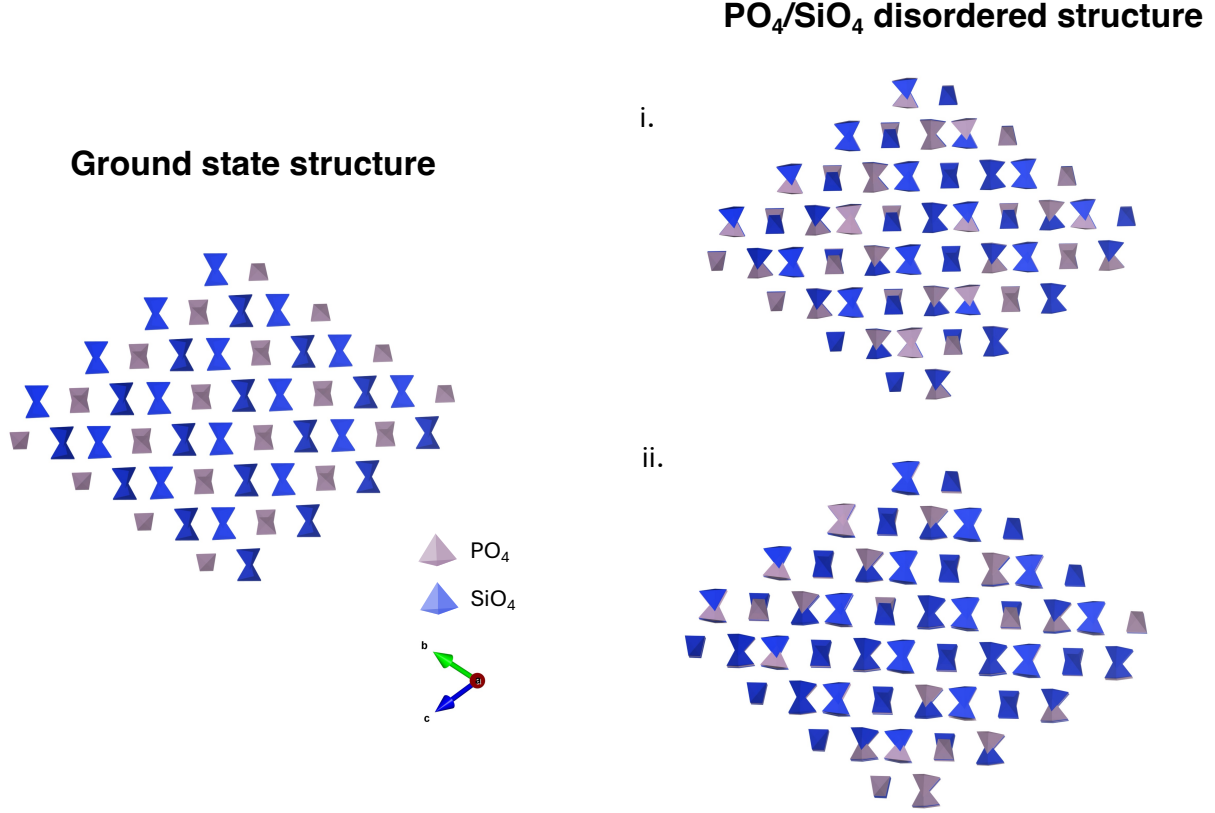 PO₄/SiO₄ disordered structure
i.
Ground state structure
ii.
PO₄
SiO₄
b
a
c